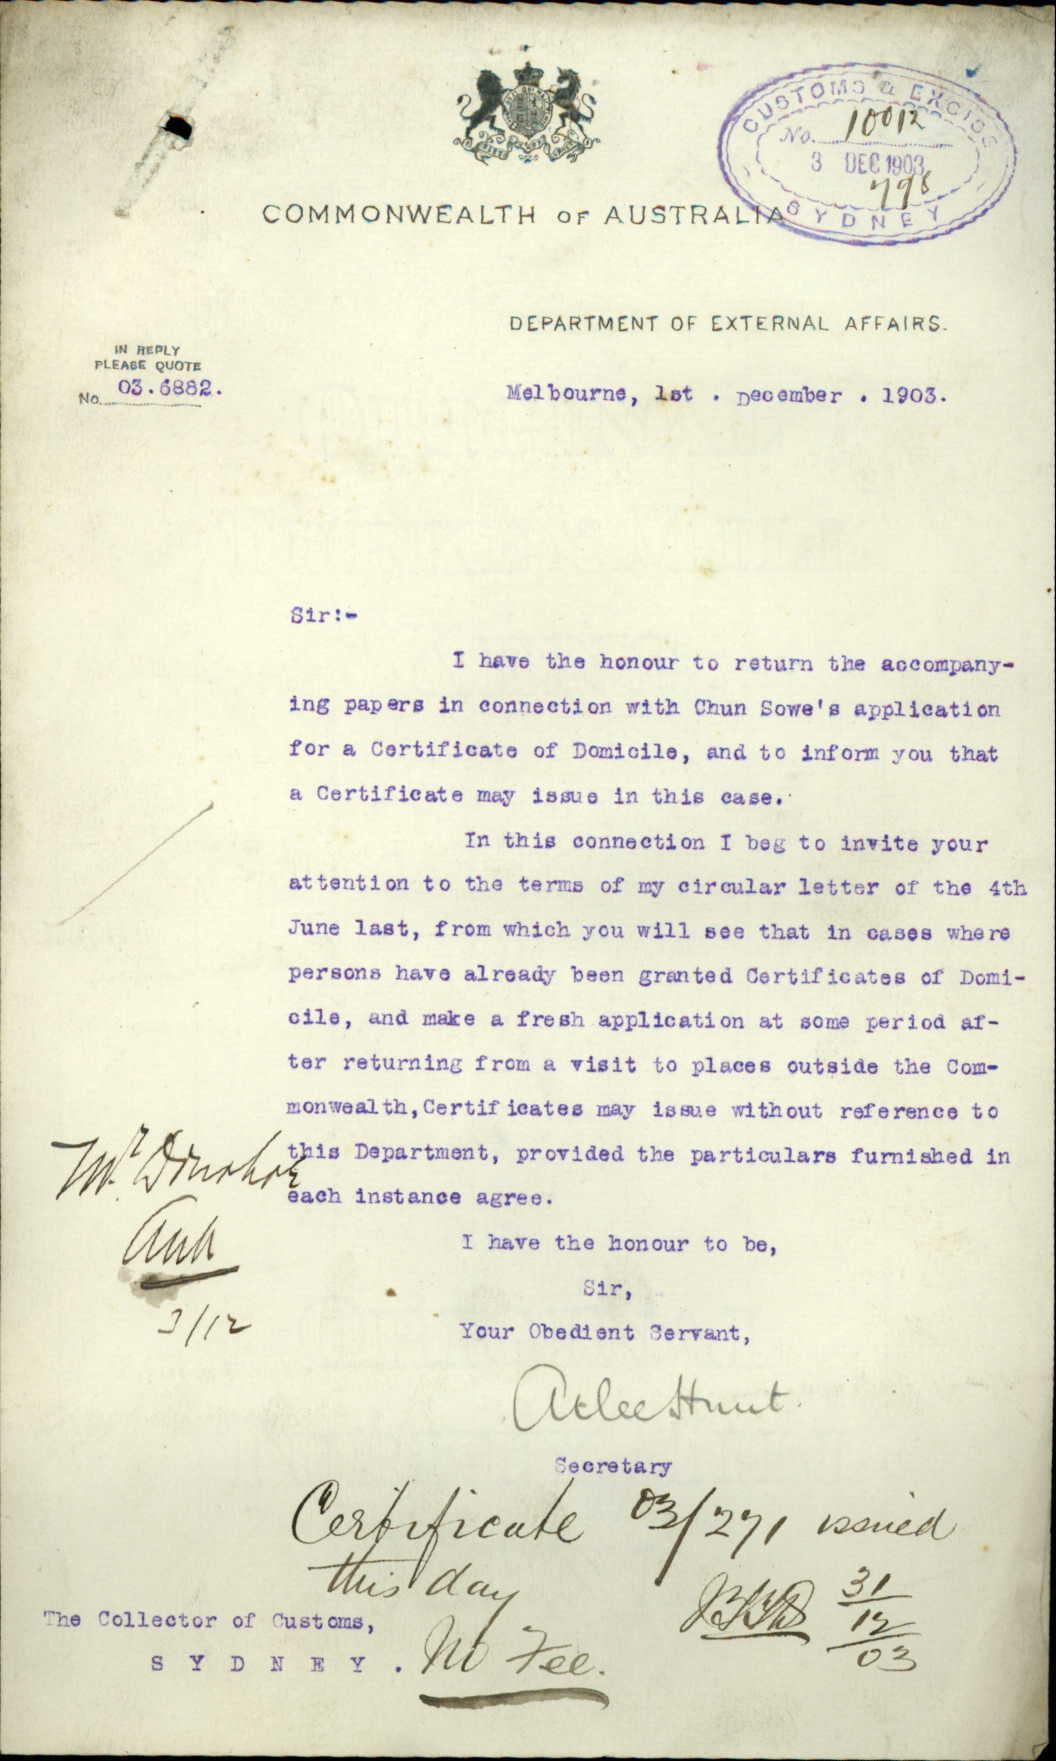 CUSTOMS & EXCISE
No. 10012
3 DEC 1903
SYDNEY
COMMONWEALTH OF AUSTRALIA
DEPARTMENT OF EXTERNAL AFFAIRS.
IN REPLY
PLEASE QUOTE
No. 03.6882.
Melbourne, 1st . December . 1903.
Sir:-
I have the honour to return the accompany-
ing papers in connection with Chun Sowe's application
for a Certificate of Domicile, and to inform you that
a Certificate may issue in this case.
In this connection I beg to invite your
attention to the terms of my circular letter of the 4th
June last, from which you will see that in cases where
persons have already been granted Certificates of Domi-
cile, and make a fresh application at some period af-
ter returning from a visit to places outside the Com-
monwealth,Certificates may issue without reference to
this Department, provided the particulars furnished in
each instance agree.
Mr Donohoe
3/12
I have the honour to be,
Sir,
Your Obedient Servant,
Atlee Hunt.
Secretary
Certificate 03/271 issued
this day
31
12
03
The Collector of Customs,
S Y D N E Y .
No Fee.